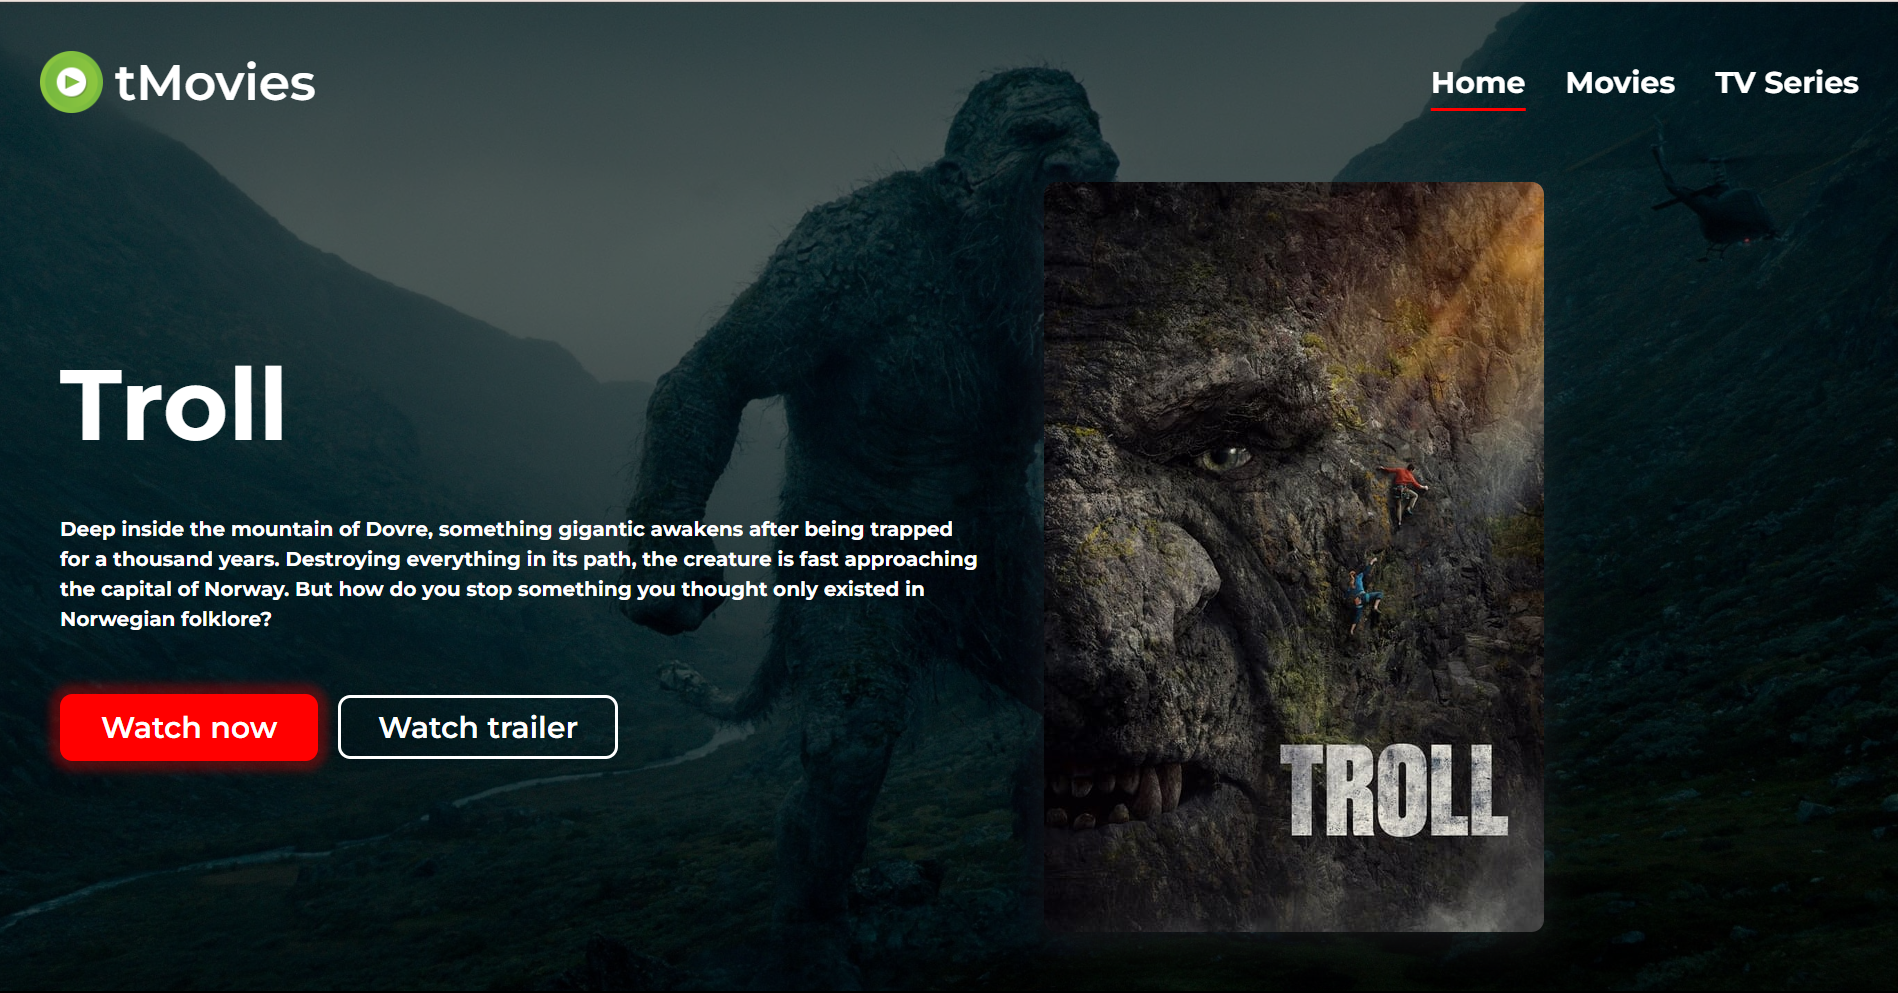 tMovies
Home Movies TV Series
Troll
Deep inside the mountain of Dovre, something gigantic awakens after being trapped
for a thousand years. Destroying everything in its path, the creature is fast approaching
the capital of Norway. But how do you stop something you thought only existed in
Norwegian folklore?
Watch now Watch trailer
TROLL